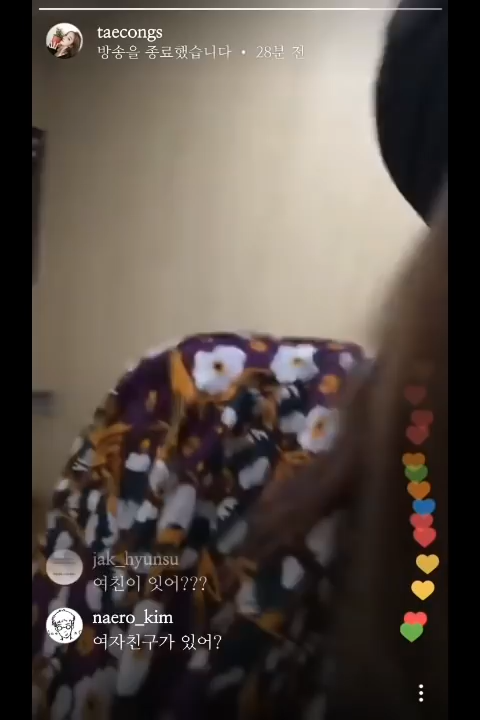 taecongs
방송을 종료했습니다 • 28분 전
jak_hyunsu
여친이 잇어???
naero_kim
여자친구가 있어?